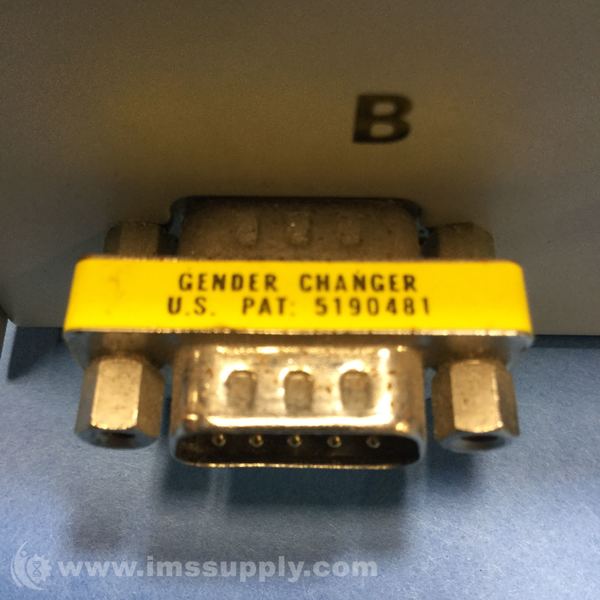 B
GENDER CHANGER
U.S. PAT: 5190481
www.imssupply.com